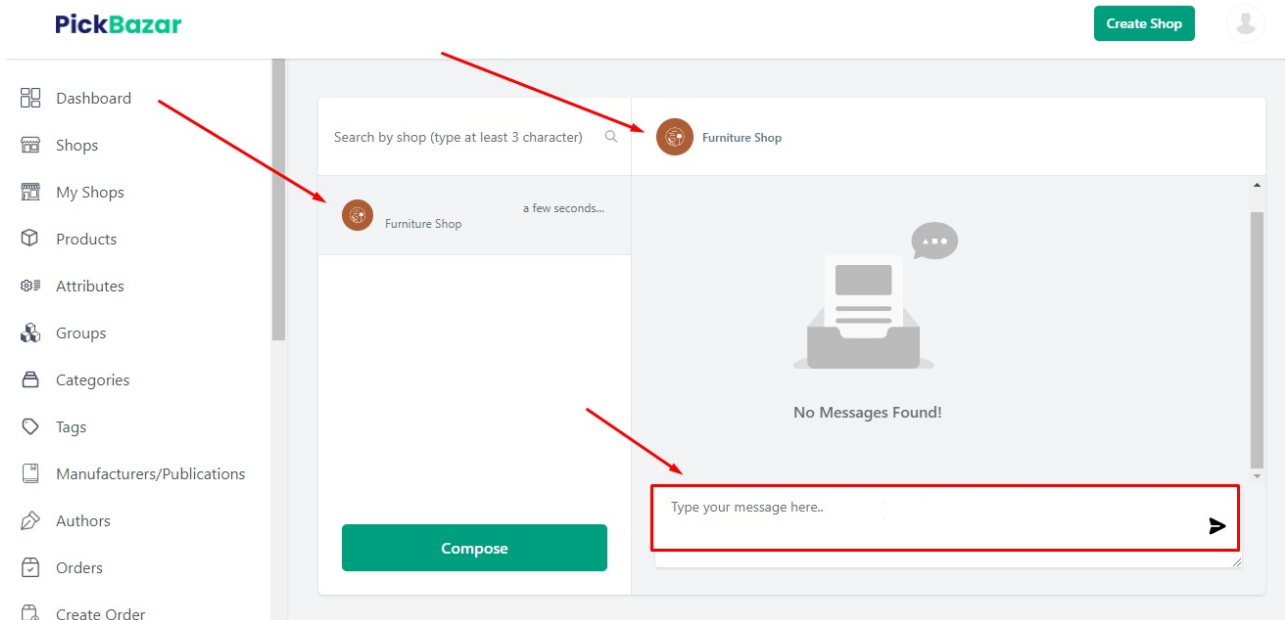 PickBazar
Create Shop
Dashboard
Shops
My Shops
Products
Attributes
Groups
Categories
Tags
Manufacturers/Publications
Authors
Orders
Create Order
Search by shop (type at least 3 character)
a few seconds...
Furniture Shop
Compose
Furniture Shop
No Messages Found!
Type your message here..